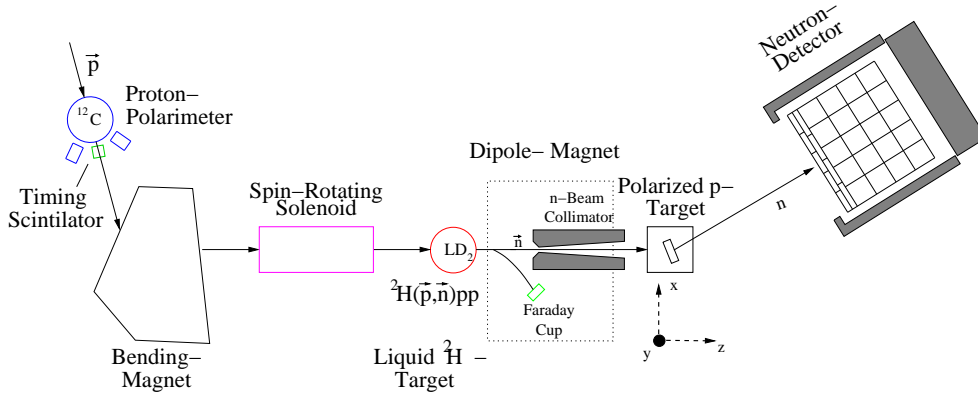 p
¹²C
Proton–
Polarimeter
Timing
Scintilator
Bending–
Magnet
Spin–Rotating
Solenoid
LD₂
²H(p,n)pp
Liquid ²H –
Target
Dipole– Magnet
n–Beam
Collimator
n
Faraday
Cup
Polarized p–
Target
x
y
z
n
Neutron–
Detector